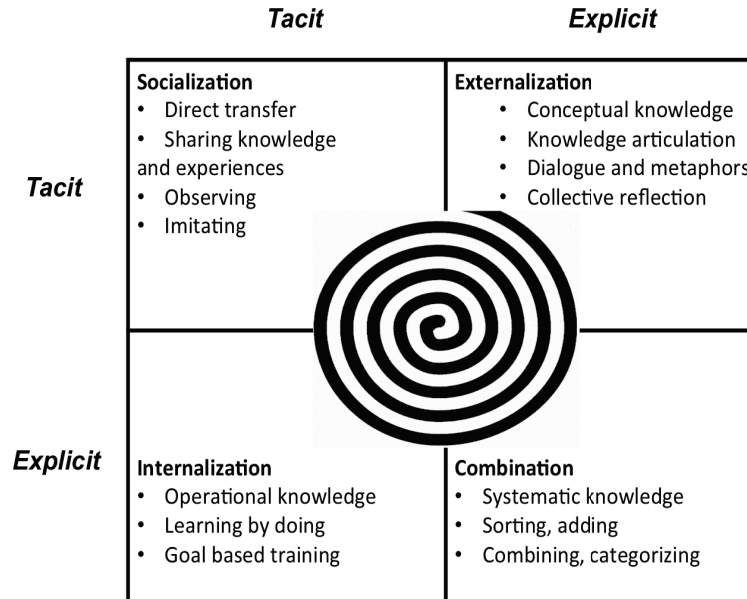 Tacit
Explicit
Tacit
Socialization
• Direct transfer
• Sharing knowledge
and experiences
• Observing
• Imitating
Externalization
• Conceptual knowledge
• Knowledge articulation
• Dialogue and metaphors
• Collective reflection
Explicit
Internalization
• Operational knowledge
• Learning by doing
• Goal based training
Combination
• Systematic knowledge
• Sorting, adding
• Combining, categorizing